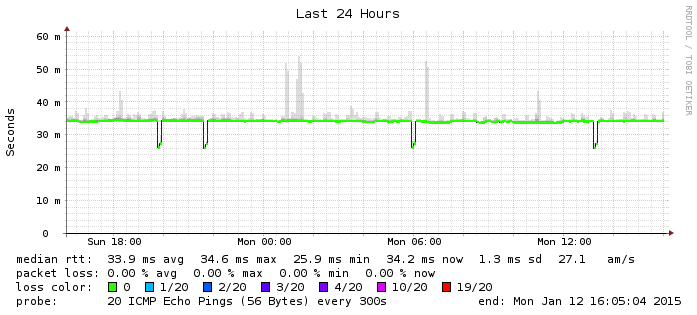 Last 24 Hours
RRDTOOL / TOBI OETIKER
Seconds
60 m
50 m
40 m
30 m
20 m
10 m
0
Sun 18:00 Mon 00:00 Mon 06:00 Mon 12:00
median rtt: 33.9 ms avg 34.6 ms max 25.9 ms min 34.2 ms now 1.3 ms sd 27.1 am/s
packet loss: 0.00 % avg 0.00 % max 0.00 % min 0.00 % now
loss color: 0 1/20 2/20 3/20 4/20 10/20 19/20
probe: 20 ICMP Echo Pings (56 Bytes) every 300s end: Mon Jan 12 16:05:04 2015